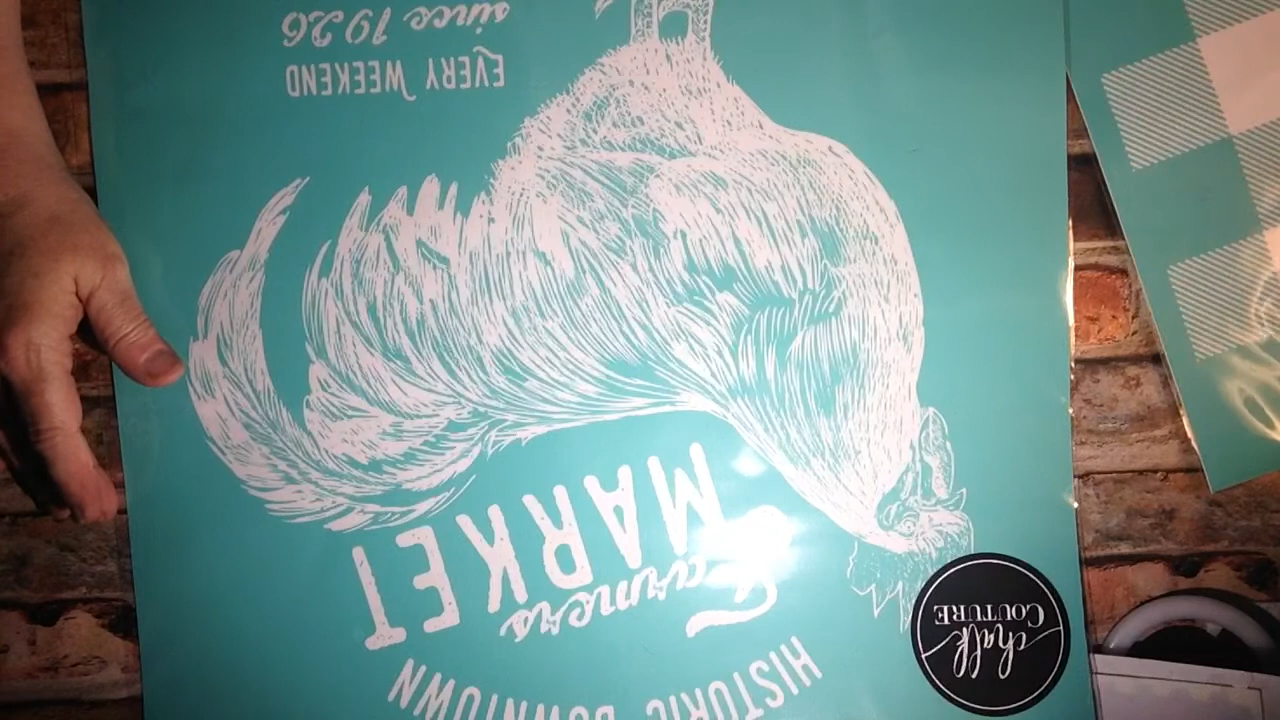 HISTORIC DOWNTOWN
Farmers
MARKET
EVERY WEEKEND
since 1926
chalk
COUTURE